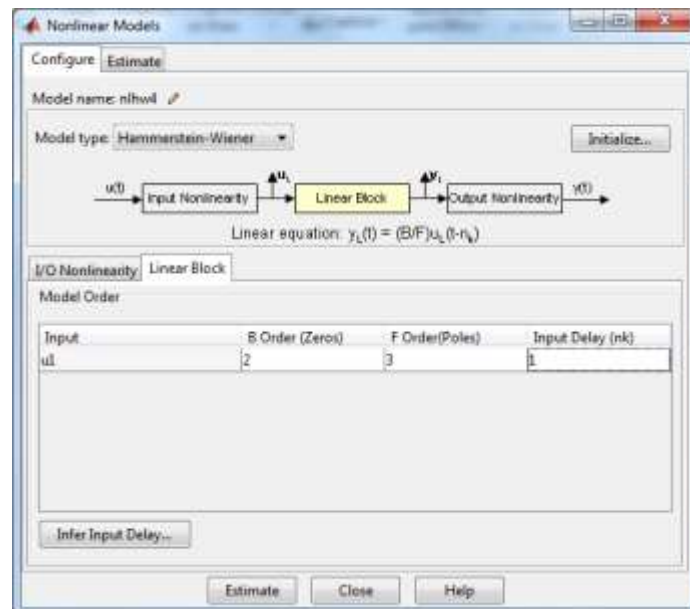 Nonlinear Models
Configure Estimate
Model name: nlhw4
Model type: Hammerstein-Wiener Initialize...
u(t) Input Nonlinearity uL Linear Block yL Output Nonlinearity y(t)
Linear equation: yL(t) = (B/F)uL(t-nk)
I/O Nonlinearity Linear Block
Model Order
Input B Order (Zeros) F Order(Poles) Input Delay (nk)
u1 2 3 1
Infer Input Delay...
Estimate Close Help